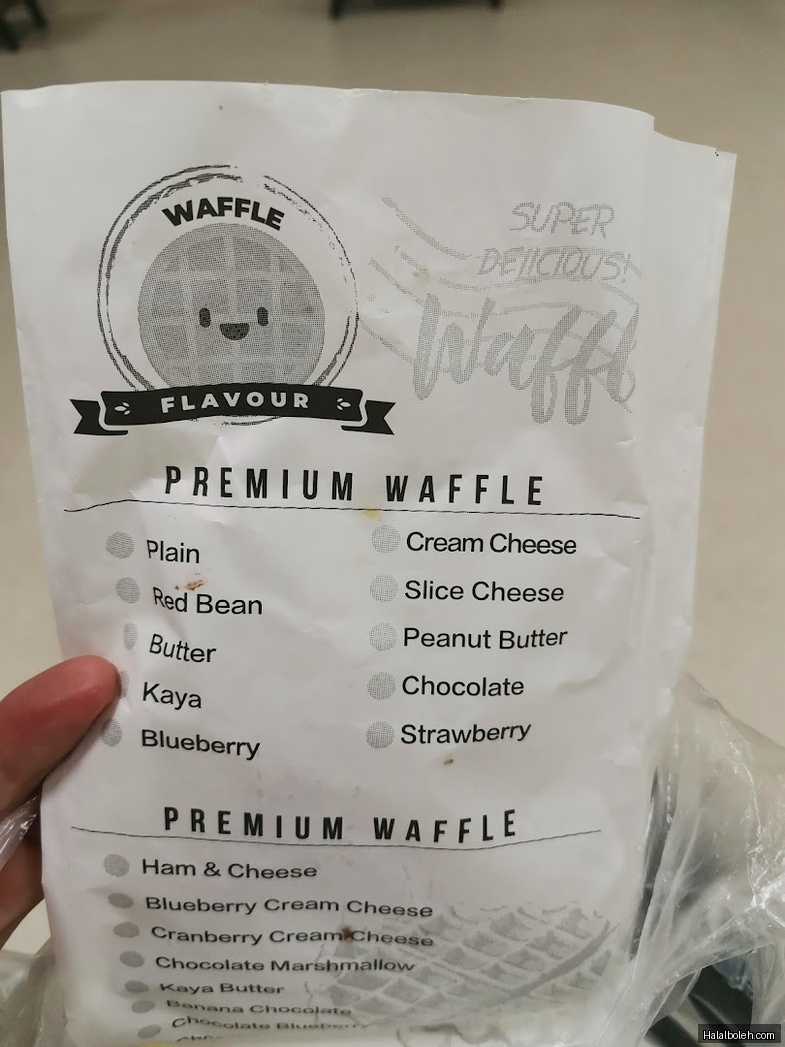 WAFFLE
FLAVOUR
SUPER
DELICIOUS!
PREMIUM WAFFLE
Plain
Red Bean
Butter
Kaya
Blueberry
Cream Cheese
Slice Cheese
Peanut Butter
Chocolate
Strawberry
PREMIUM WAFFLE
Ham & Cheese
Blueberry Cream Cheese
Cranberry Cream Cheese
Chocolate Marshmallow
Kaya Butter
Banana Chocolate
Chocolate Blueberry
Halalboleh.com